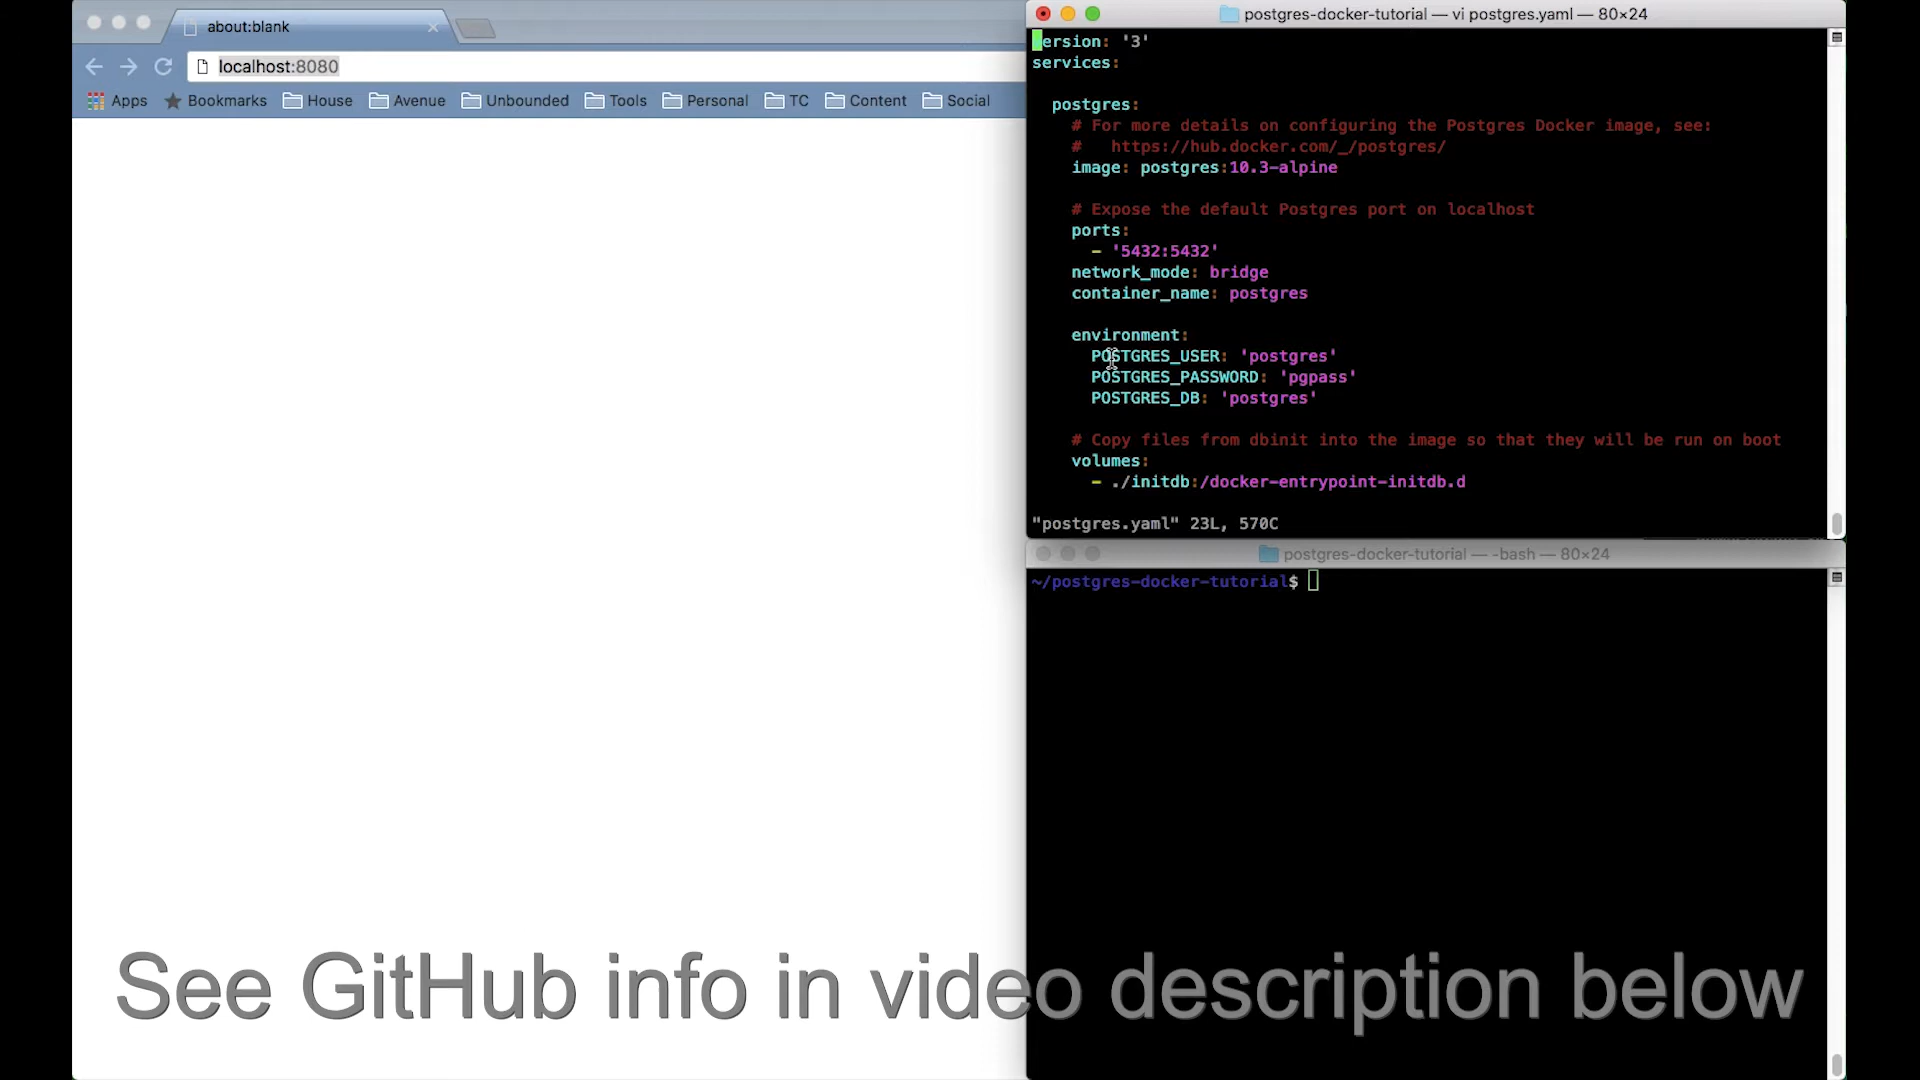 about:blank
localhost:8080
Apps Bookmarks House Avenue Unbounded Tools Personal TC Content Social
postgres-docker-tutorial — vi postgres.yaml — 80×24
ersion: '3'
services:
postgres:
# For more details on configuring the Postgres Docker image, see:
#   https://hub.docker.com/_/postgres/
image: postgres:10.3-alpine
# Expose the default Postgres port on localhost
ports:
- '5432:5432'
network_mode: bridge
container_name: postgres
environment:
POSTGRES_USER: 'postgres'
POSTGRES_PASSWORD: 'pgpass'
POSTGRES_DB: 'postgres'
# Copy files from dbinit into the image so that they will be run on boot
volumes:
- ./initdb:/docker-entrypoint-initdb.d
"postgres.yaml" 23L, 570C
postgres-docker-tutorial — -bash — 80×24
~/postgres-docker-tutorial$
See GitHub info in video description below